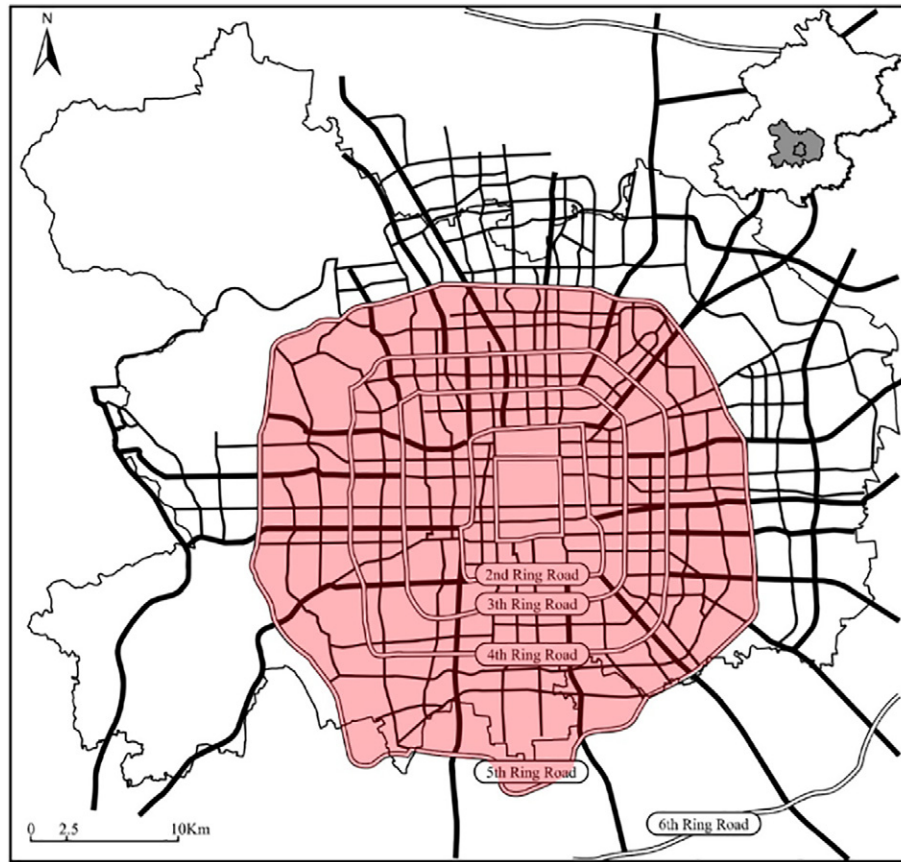 N
2nd Ring Road
3th Ring Road
4th Ring Road
5th Ring Road
6th Ring Road
0 2.5 10Km